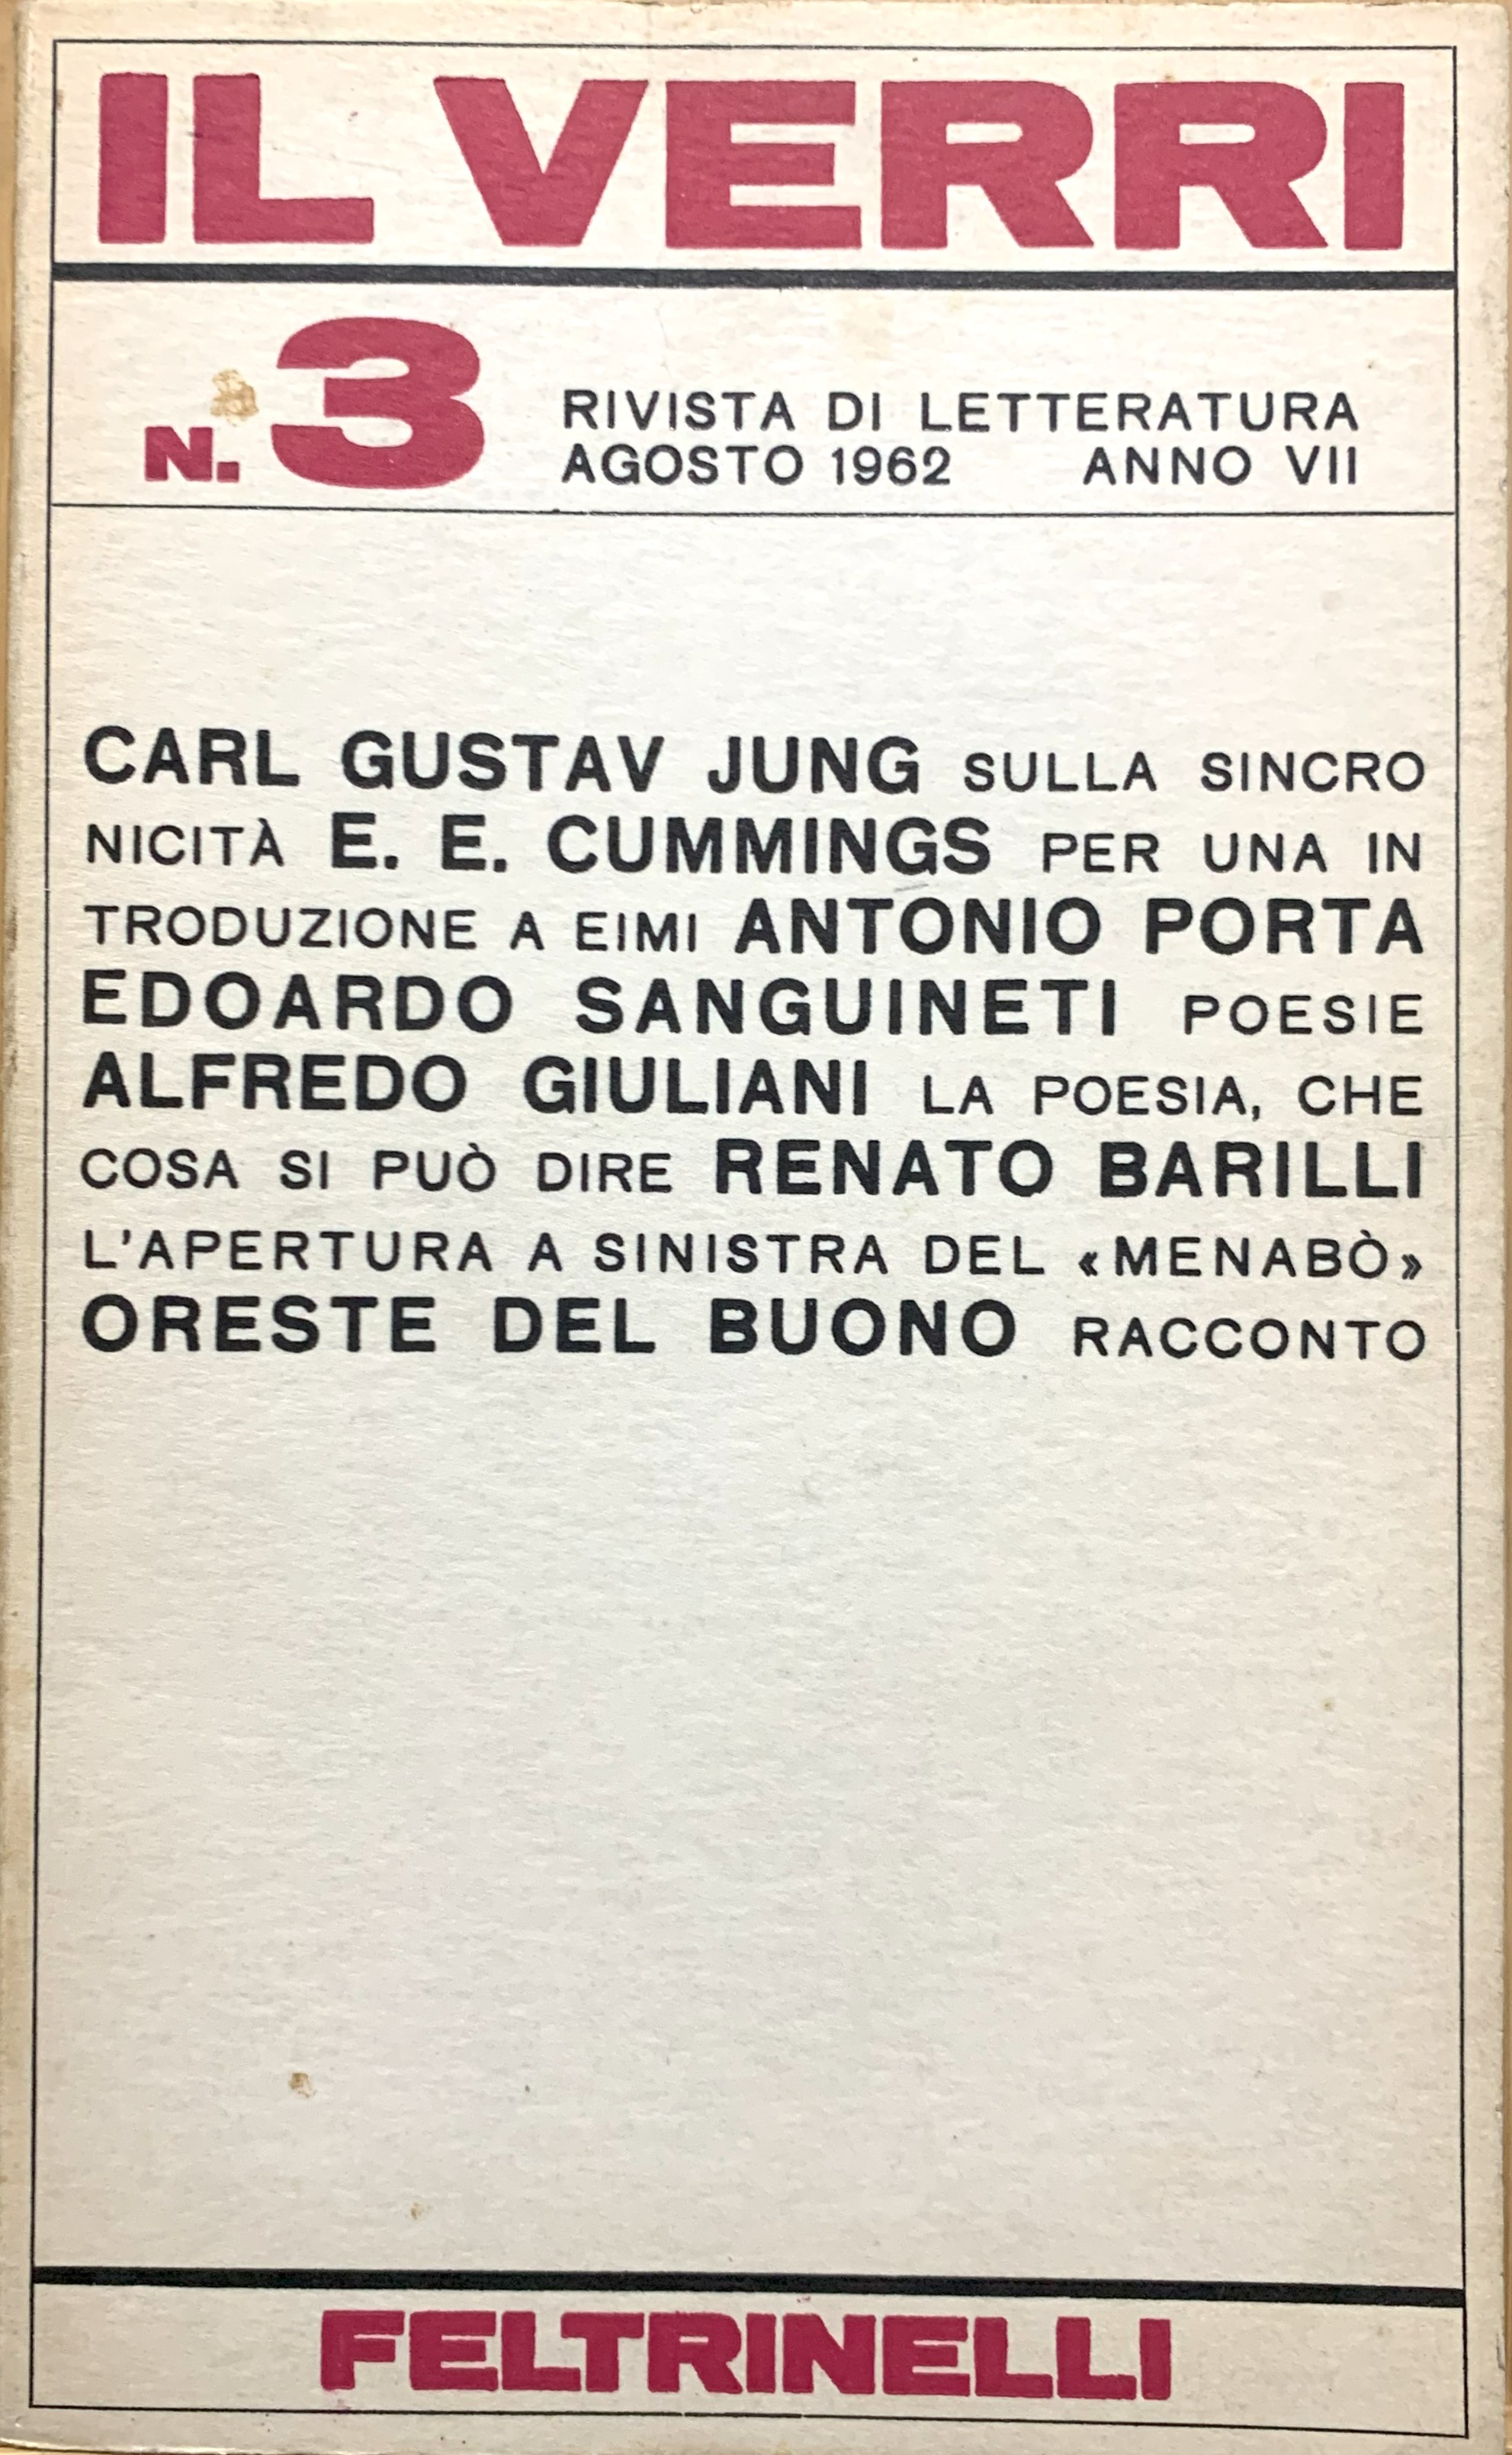 IL VERRI
N. 3
RIVISTA DI LETTERATURA
AGOSTO 1962 ANNO VII
CARL GUSTAV JUNG SULLA SINCRO
NICITÀ E. E. CUMMINGS PER UNA IN
TRODUZIONE A EIMI ANTONIO PORTA
EDOARDO SANGUINETI POESIE
ALFREDO GIULIANI LA POESIA, CHE
COSA SI PUÒ DIRE RENATO BARILLI
L'APERTURA A SINISTRA DEL «MENABÒ»
ORESTE DEL BUONO RACCONTO
FELTRINELLI